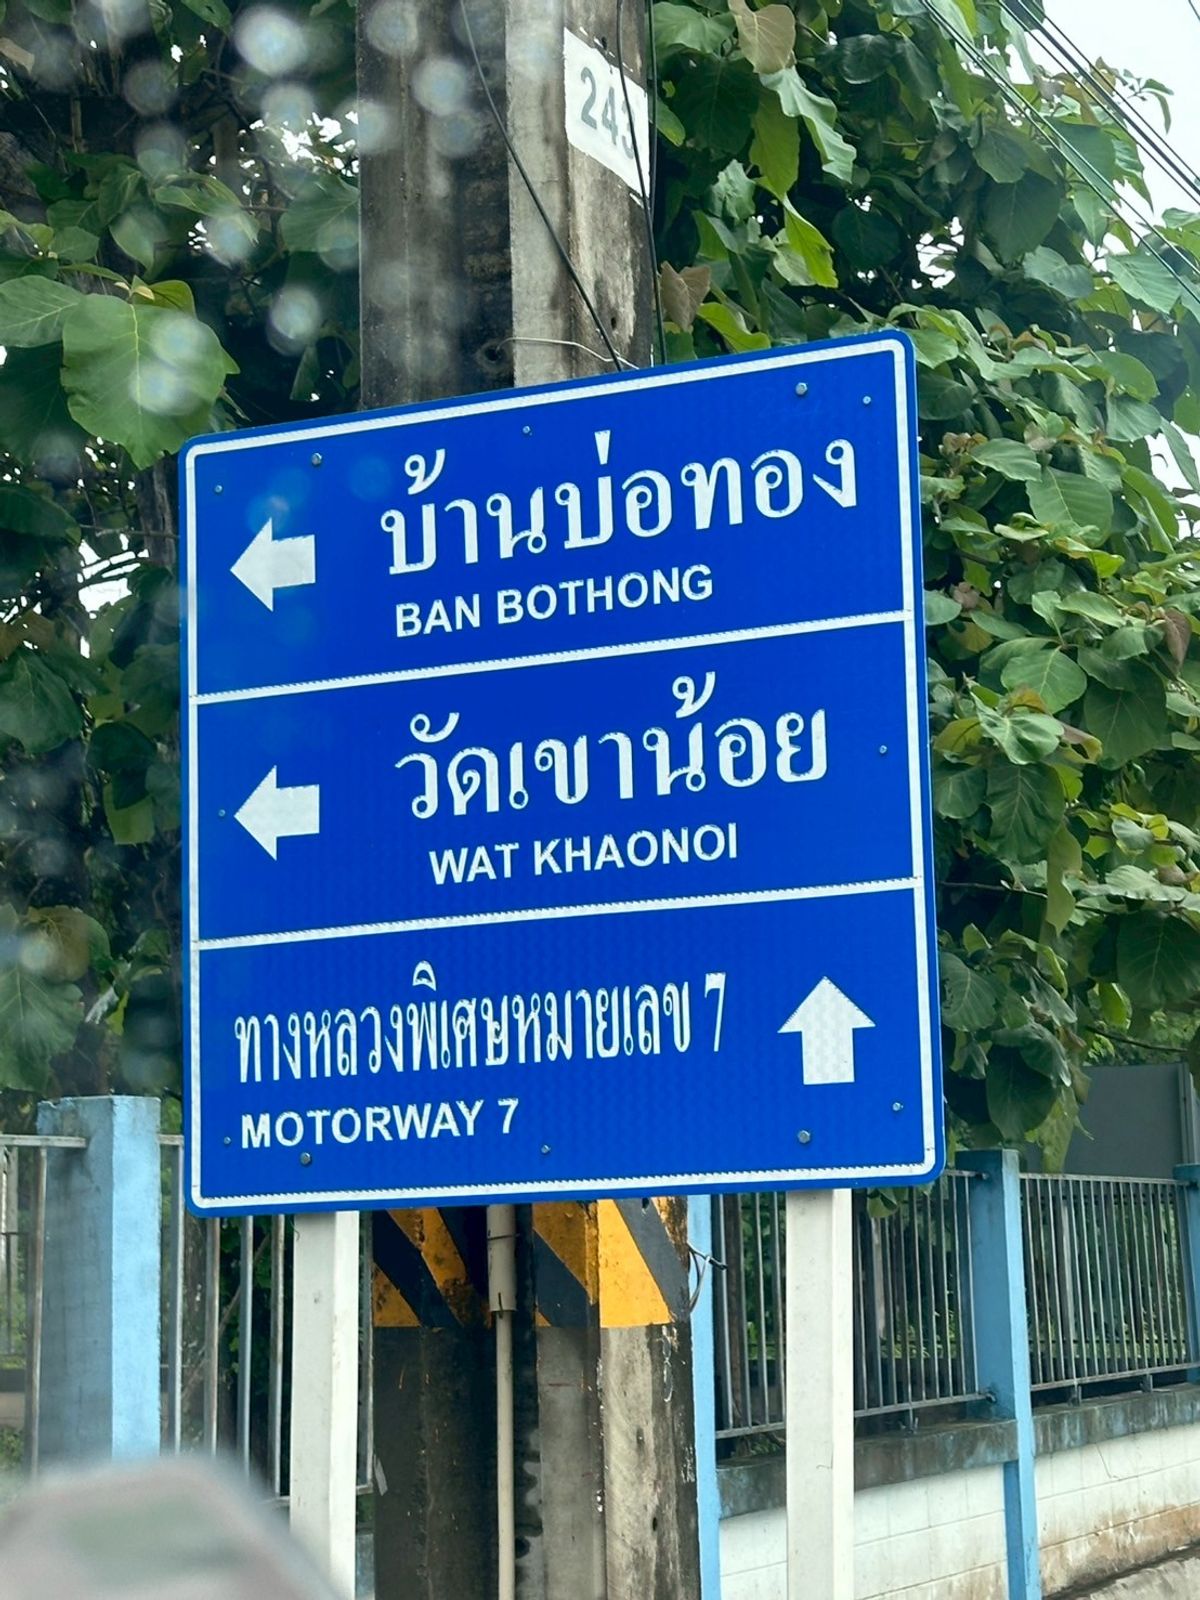 243
บ้านบ่อทอง
BAN BOTHONG
วัดเขาน้อย
WAT KHAONOI
ทางหลวงพิเศษหมายเลข 7
MOTORWAY 7